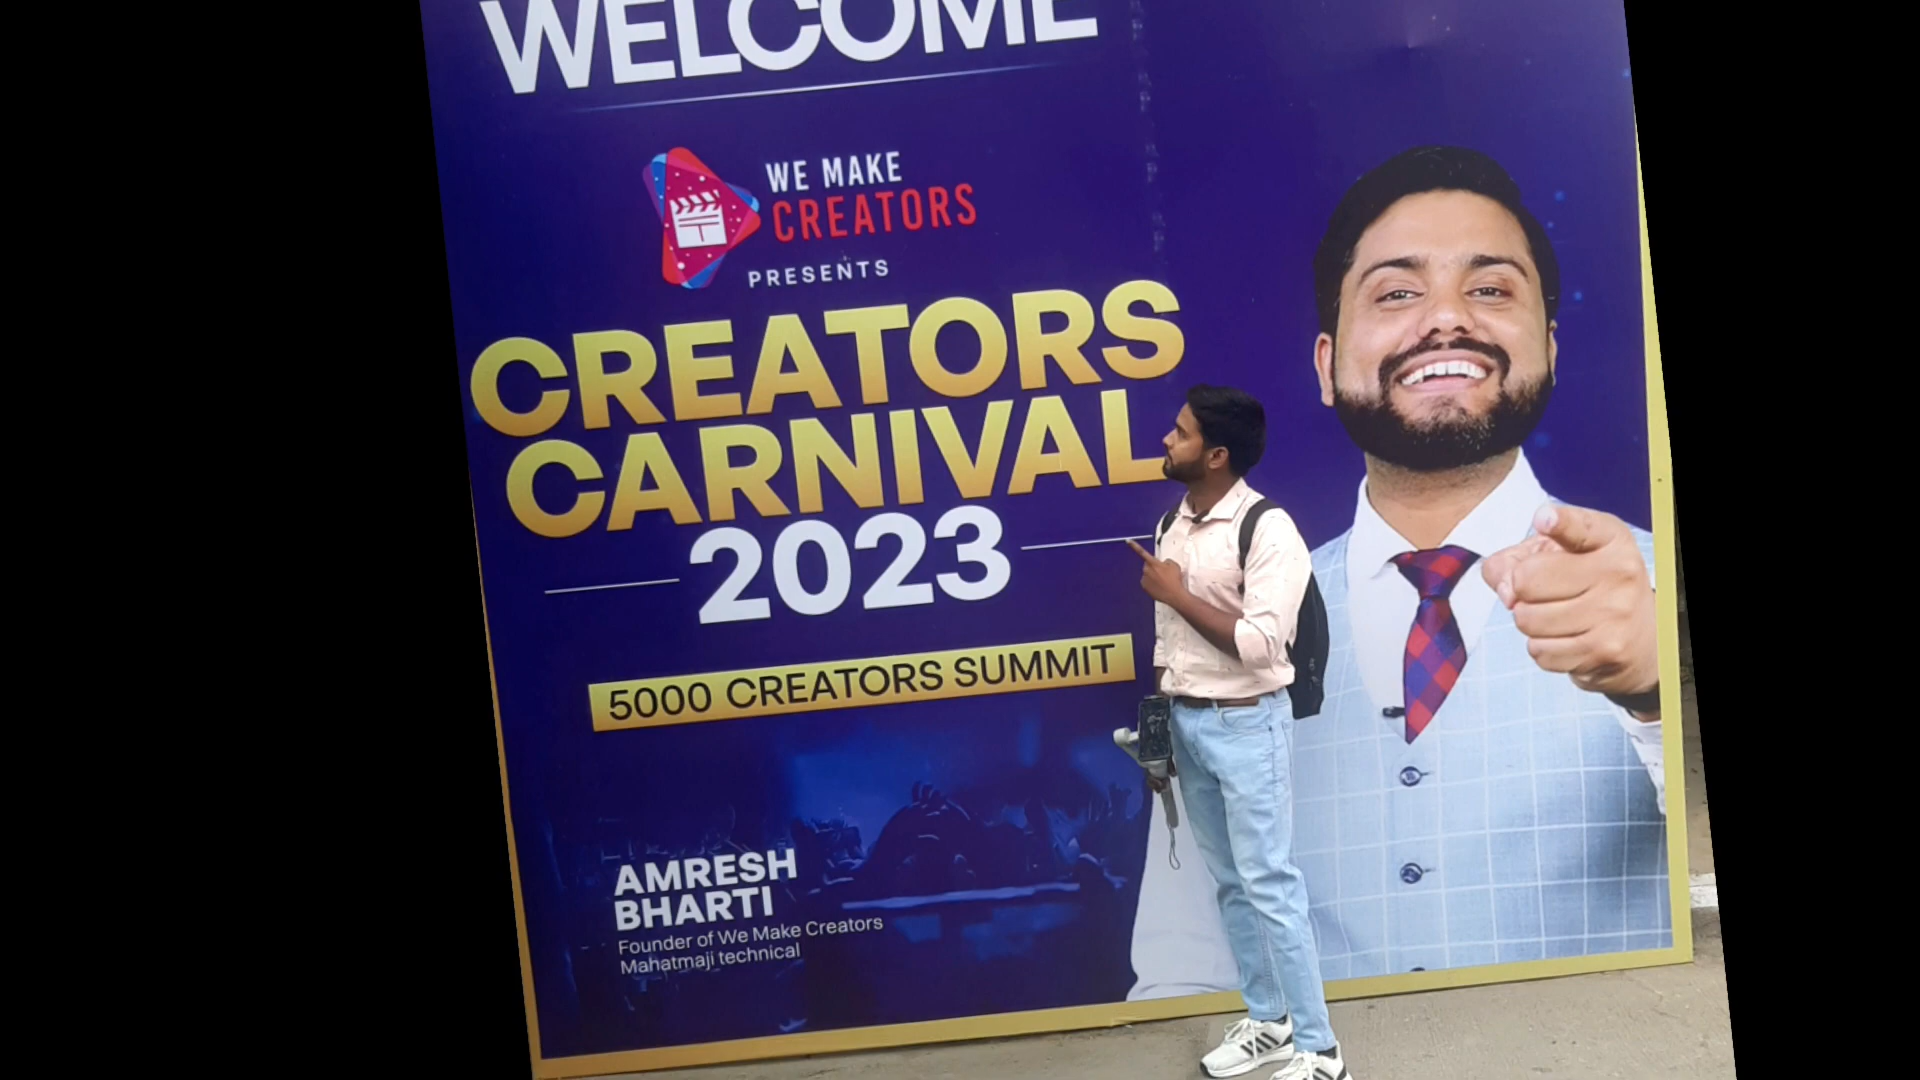 WELCOME
WE MAKE
CREATORS
PRESENTS
CREATORS
CARNIVAL
2023
5000 CREATORS SUMMIT
AMRESH
BHARTI
Founder of We Make Creators
Mahatmaji technical